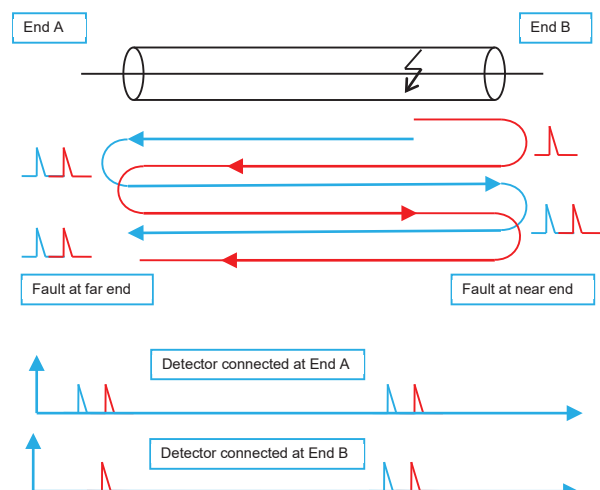 End A
End B
Fault at far end
Fault at near end
Detector connected at End A
Detector connected at End B